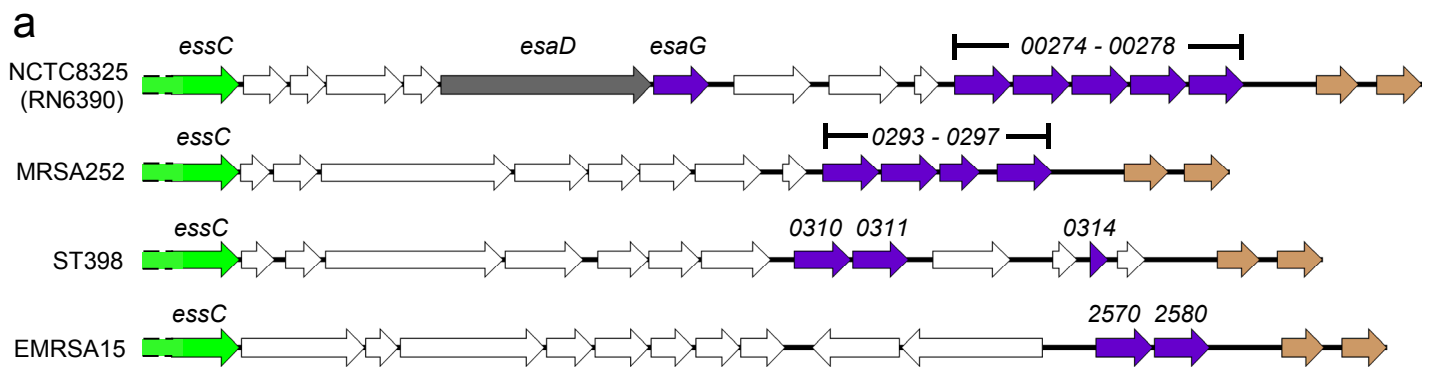 a
essC esaD esaG 00274 - 00278
NCTC8325
(RN6390)
essC 0293 - 0297
MRSA252
essC 0310 0311 0314
ST398
essC 2570 2580
EMRSA15